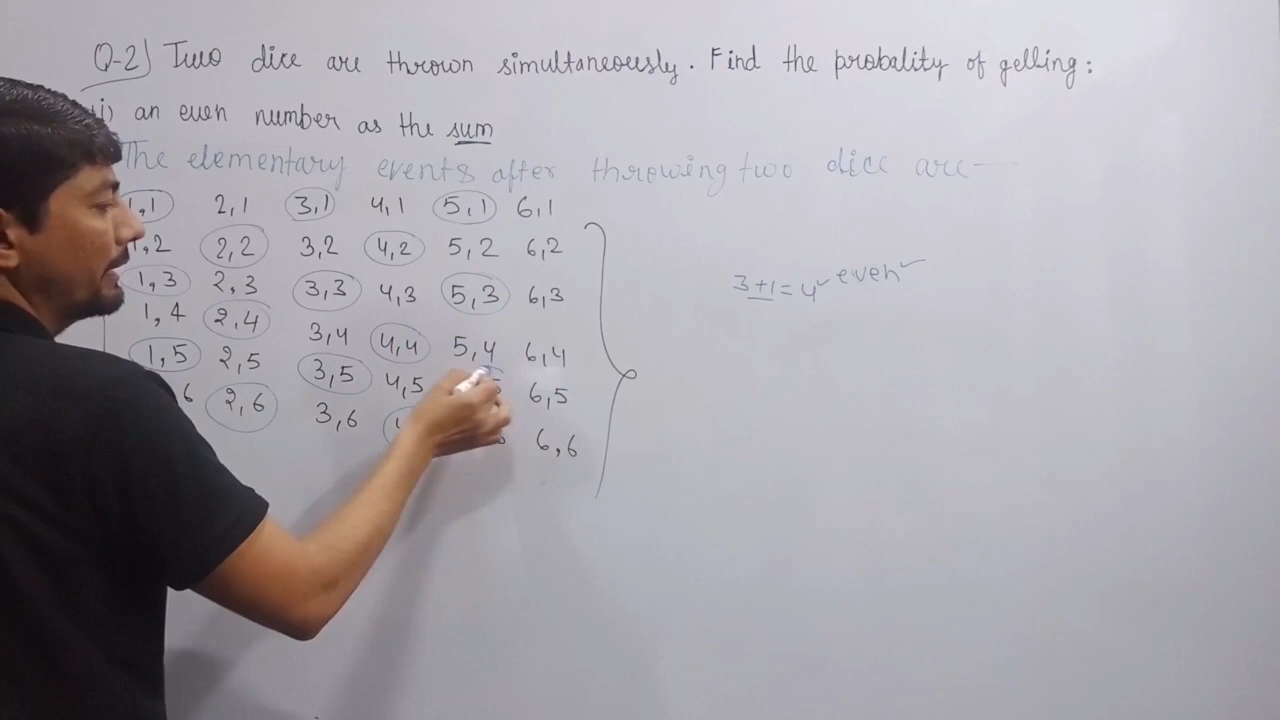 Q-2) Two dice are thrown simultaneously. Find the probality of gelling:
i) an even number as the sum
The elementary events after throwing two dice are—
1,1 2,1 3,1 4,1 5,1 6,1
1,2 2,2 3,2 4,2 5,2 6,2
1,3 2,3 3,3 4,3 5,3 6,3
1,4 2,4 3,4 4,4 5,4 6,4
1,5 2,5 3,5 4,5 6,5
6 2,6 3,6 6,6
3+1=4 even